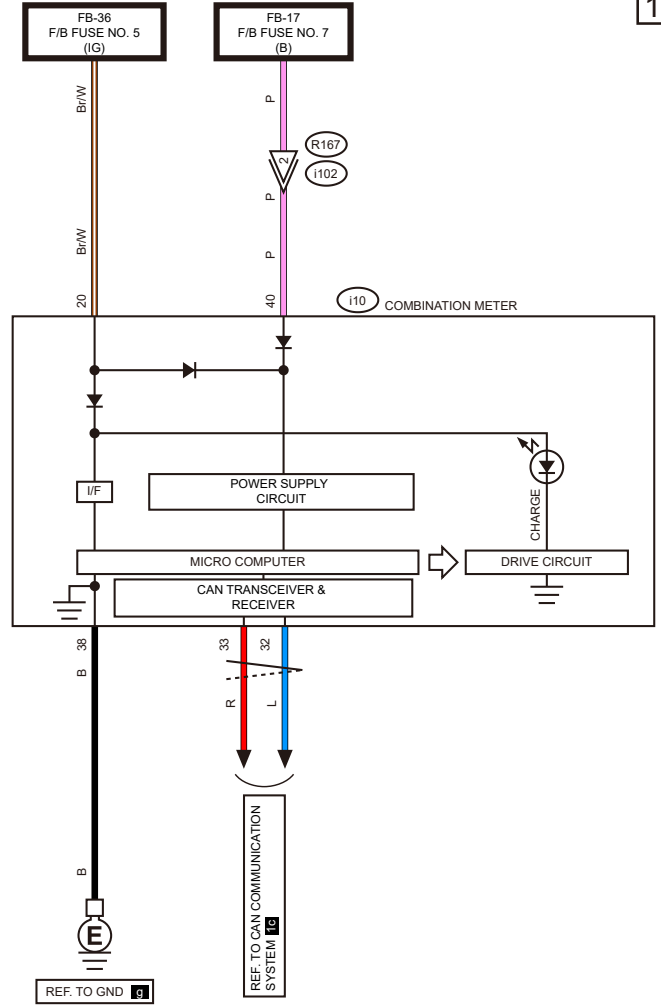 FB-36
F/B FUSE NO. 5
(IG)
FB-17
F/B FUSE NO. 7
(B)
1
Br/W
P
2
R167
i102
Br/W
P
20
40
i10
COMBINATION METER
I/F
POWER SUPPLY
CIRCUIT
CHARGE
MICRO COMPUTER
DRIVE CIRCUIT
CAN TRANSCEIVER &
RECEIVER
38
33
32
B
R
L
B
E
REF. TO GND g
REF. TO CAN COMMUNICATION
SYSTEM 1c